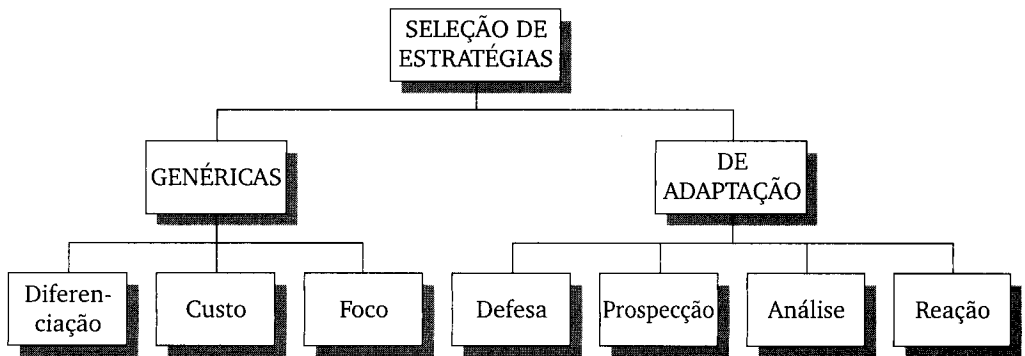 SELEÇÃO DE
ESTRATÉGIAS
GENÉRICAS
DE
ADAPTAÇÃO
Diferen-
ciação
Custo
Foco
Defesa
Prospecção
Análise
Reação